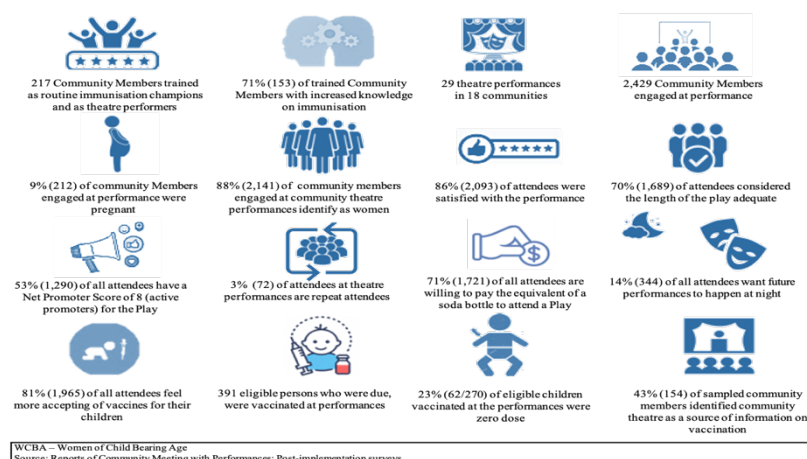 217 Community Members trained
as routine immunisation champions
and as theatre performers
71% (153) of trained Community
Members with increased knowledge
on immunisation
29 theatre performances
in 18 communities
2,429 Community Members
engaged at performance
9% (212) of community Members
engaged at performance were
pregnant
88% (2,141) of community members
engaged at community theatre
performances identify as women
86% (2,093) of attendees were
satisfied with the performance
70% (1,689) of attendees considered
the length of the play adequate
53% (1,290) of all attendees have a
Net Promoter Score of 8 (active
promoters) for the Play
3% (72) of attendees at theatre
performances are repeat attendees
71% (1,721) of all attendees are
willing to pay the equivalent of a
soda bottle to attend a Play
14% (344) of all attendees want future
performances to happen at night
81% (1,965) of all attendees feel
more accepting of vaccines for their
children
391 eligible persons who were due,
were vaccinated at performances
23% (62/270) of eligible children
vaccinated at the performances were
zero dose
43% (154) of sampled community
members identified community
theatre as a source of information on
vaccination
WCBA – Women of Child Bearing Age
Source: Reports of Community Meeting with Performances; Post-implementation surveys